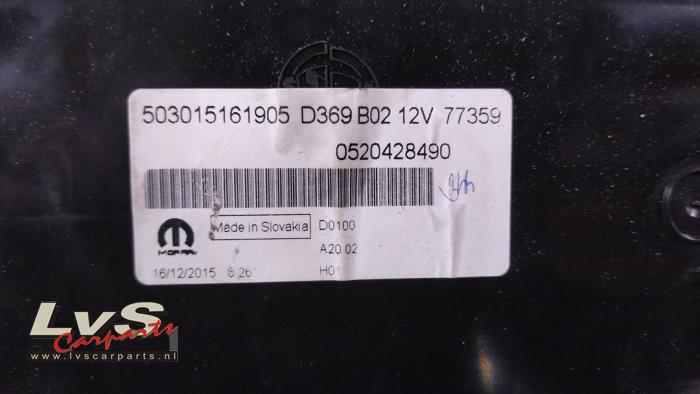 503015161905 D369 B02 12V 77359
0520428490
Made in Slovakia D0100
MOPAR A20.02
16/12/2015 8:26 H01
LvS
Carparts
www.lvscarparts.nl